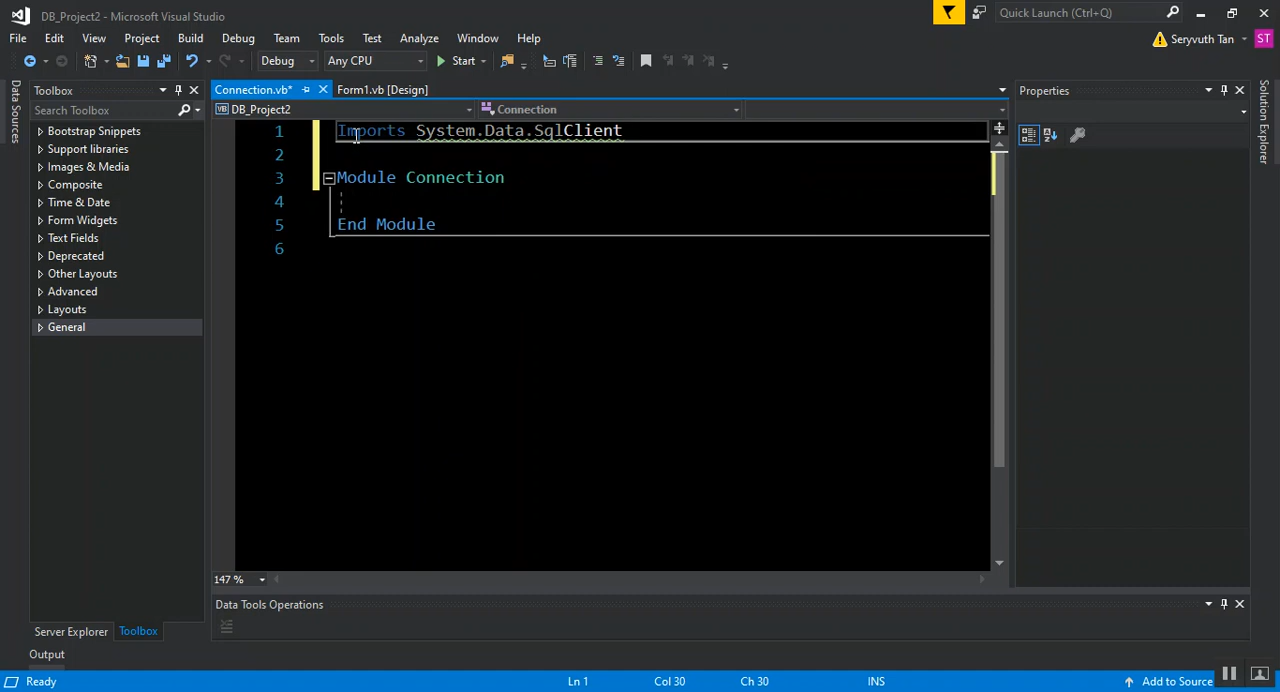 DB_Project2 - Microsoft Visual Studio
Quick Launch (Ctrl+Q)
File Edit View Project Build Debug Team Tools Test Analyze Window Help
Seryvuth Tan ST
Debug Any CPU Start
Data Sources
Toolbox
Search Toolbox
Bootstrap Snippets
Support libraries
Images & Media
Composite
Time & Date
Form Widgets
Text Fields
Deprecated
Other Layouts
Advanced
Layouts
General
Server Explorer Toolbox
Output
Connection.vb* Form1.vb [Design]
VB DB_Project2 Connection
1 Imports System.Data.SqlClient
2
3 Module Connection
4
5 End Module
6
147 %
Data Tools Operations
Properties
Solution Explorer
Ready Ln 1 Col 30 Ch 30 INS Add to Source